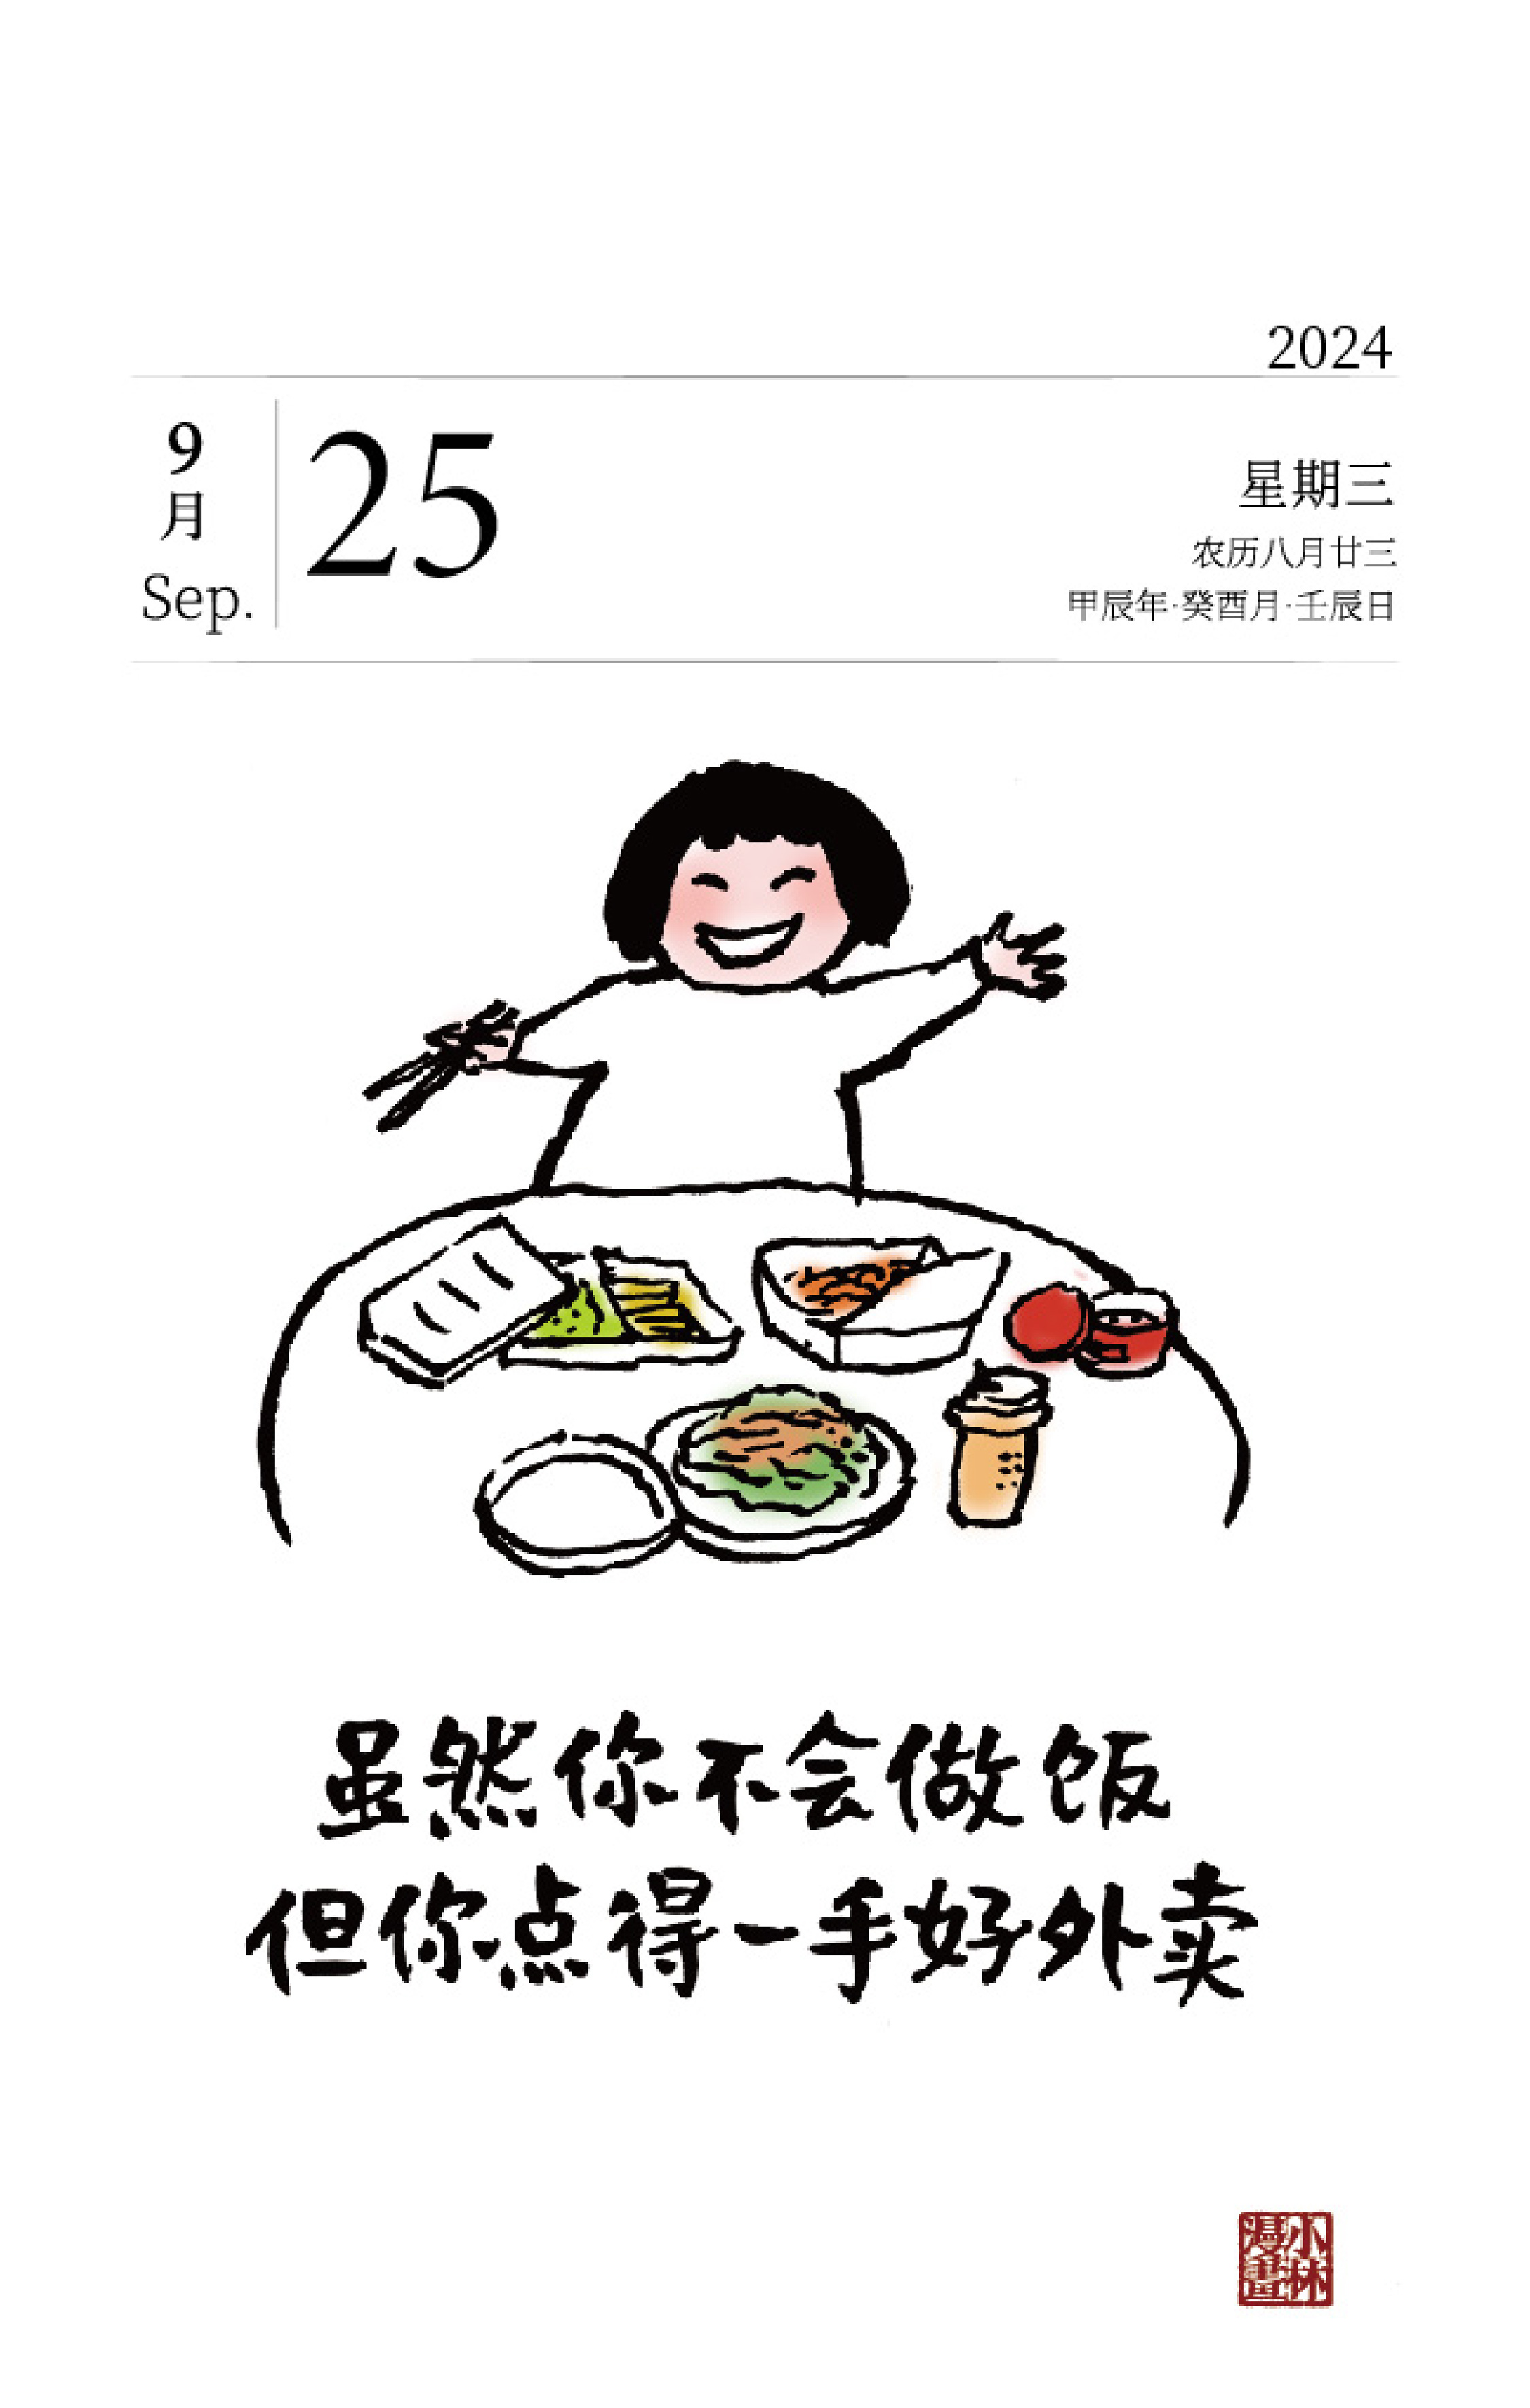 2024
9
月
Sep.
25
星期三
农历八月廿三
甲辰年·癸酉月·壬辰日
虽然你不会做饭
但你点得一手好外卖
小林
漫畫